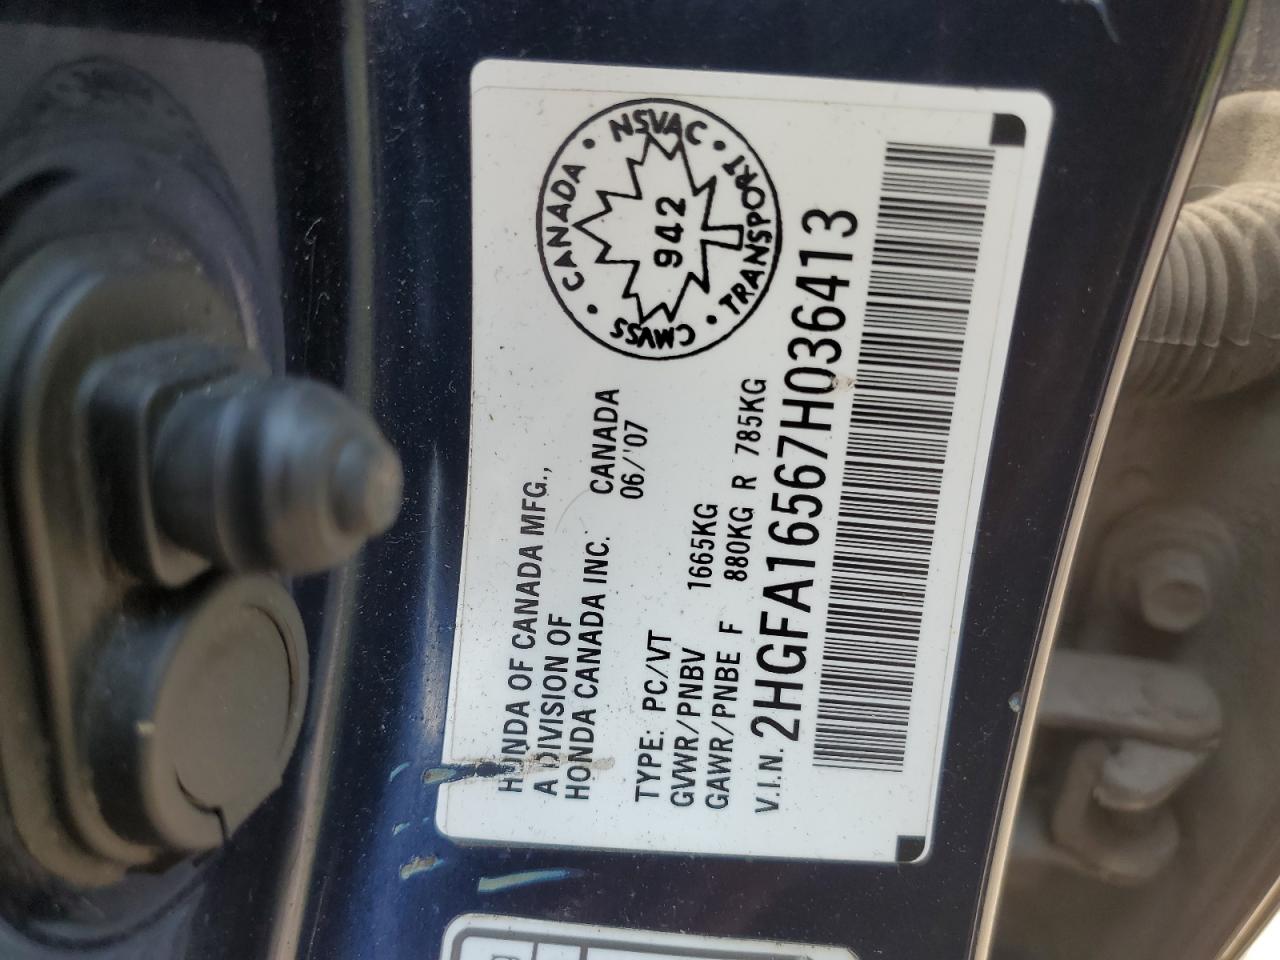 HONDA OF CANADA MFG.,
A DIVISION OF
HONDA CANADA INC. CANADA
06/'07
TYPE: PC/VT
GVWR/PNBV 1665KG
GAWR/PNBE F 880KG R 785KG
V.I.N. 2HGFA16567H036413
CANADA • NSVAC • TRANSPORT • CMVSS •
942